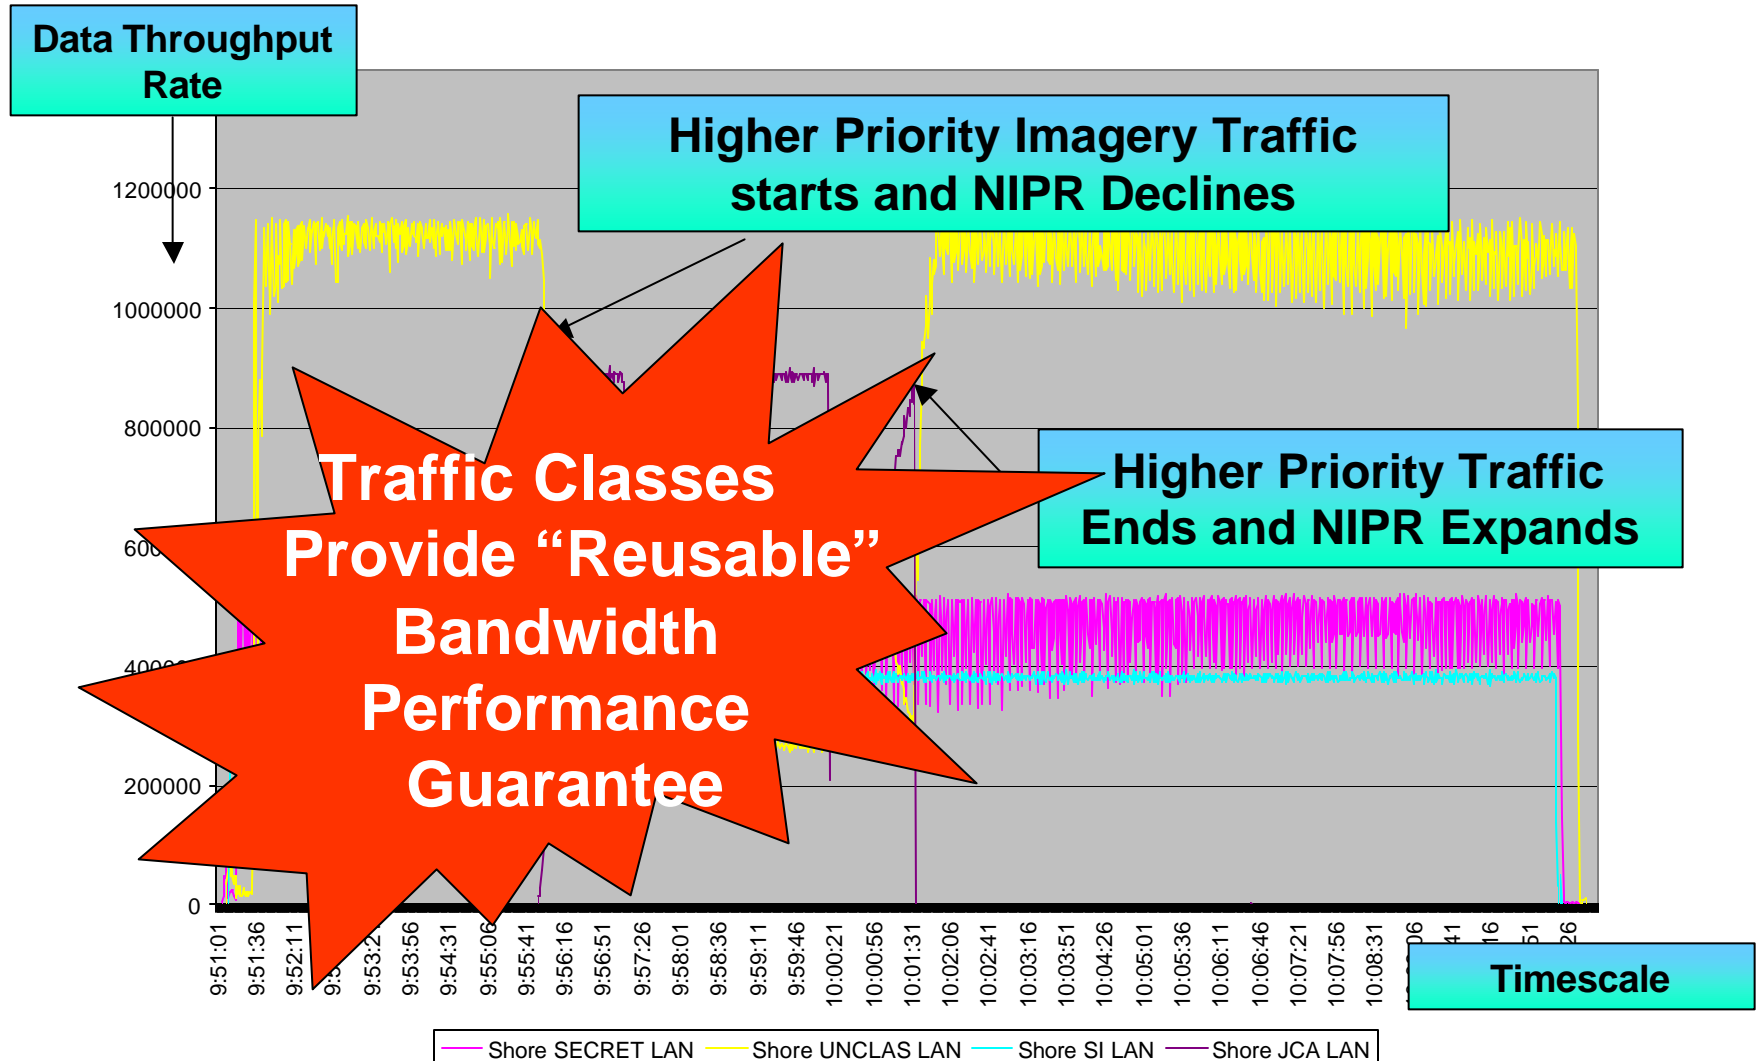 Data Throughput
Rate
Higher Priority Imagery Traffic
starts and NIPR Declines
1200000
1000000
800000
200000
0
Traffic Classes
Provide “Reusable”
Bandwidth
Performance
Guarantee
Higher Priority Traffic
Ends and NIPR Expands
9:51:01
9:51:36
9:52:11
9:53:56
9:54:31
9:55:06
9:55:41
9:56:16
9:56:51
9:57:26
9:58:01
9:58:36
9:59:11
9:59:46
10:00:21
10:00:56
10:01:31
10:02:06
10:02:41
10:03:16
10:03:51
10:04:26
10:05:01
10:05:36
10:06:11
10:06:46
10:07:21
10:07:56
10:08:31
Timescale
Shore SECRET LAN
Shore UNCLAS LAN
Shore SI LAN
Shore JCA LAN